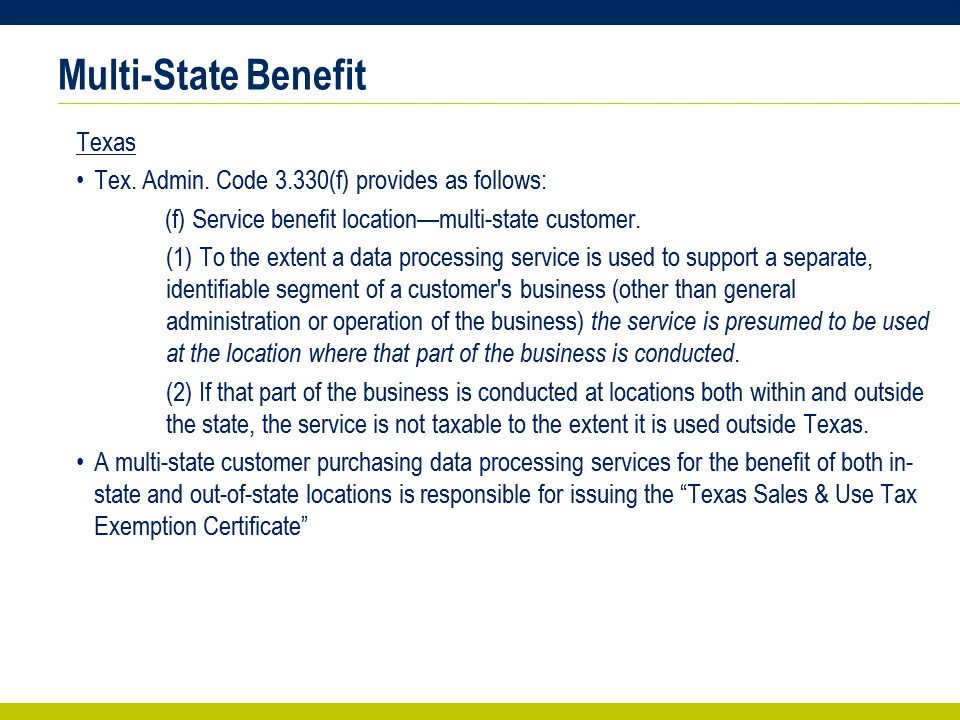 Multi-State Benefit
Texas
• Tex. Admin. Code 3.330(f) provides as follows:
(f) Service benefit location—multi-state customer.
(1) To the extent a data processing service is used to support a separate,
identifiable segment of a customer's business (other than general
administration or operation of the business) the service is presumed to be used
at the location where that part of the business is conducted.
(2) If that part of the business is conducted at locations both within and outside
the state, the service is not taxable to the extent it is used outside Texas.
• A multi-state customer purchasing data processing services for the benefit of both in-
state and out-of-state locations is responsible for issuing the “Texas Sales & Use Tax
Exemption Certificate”